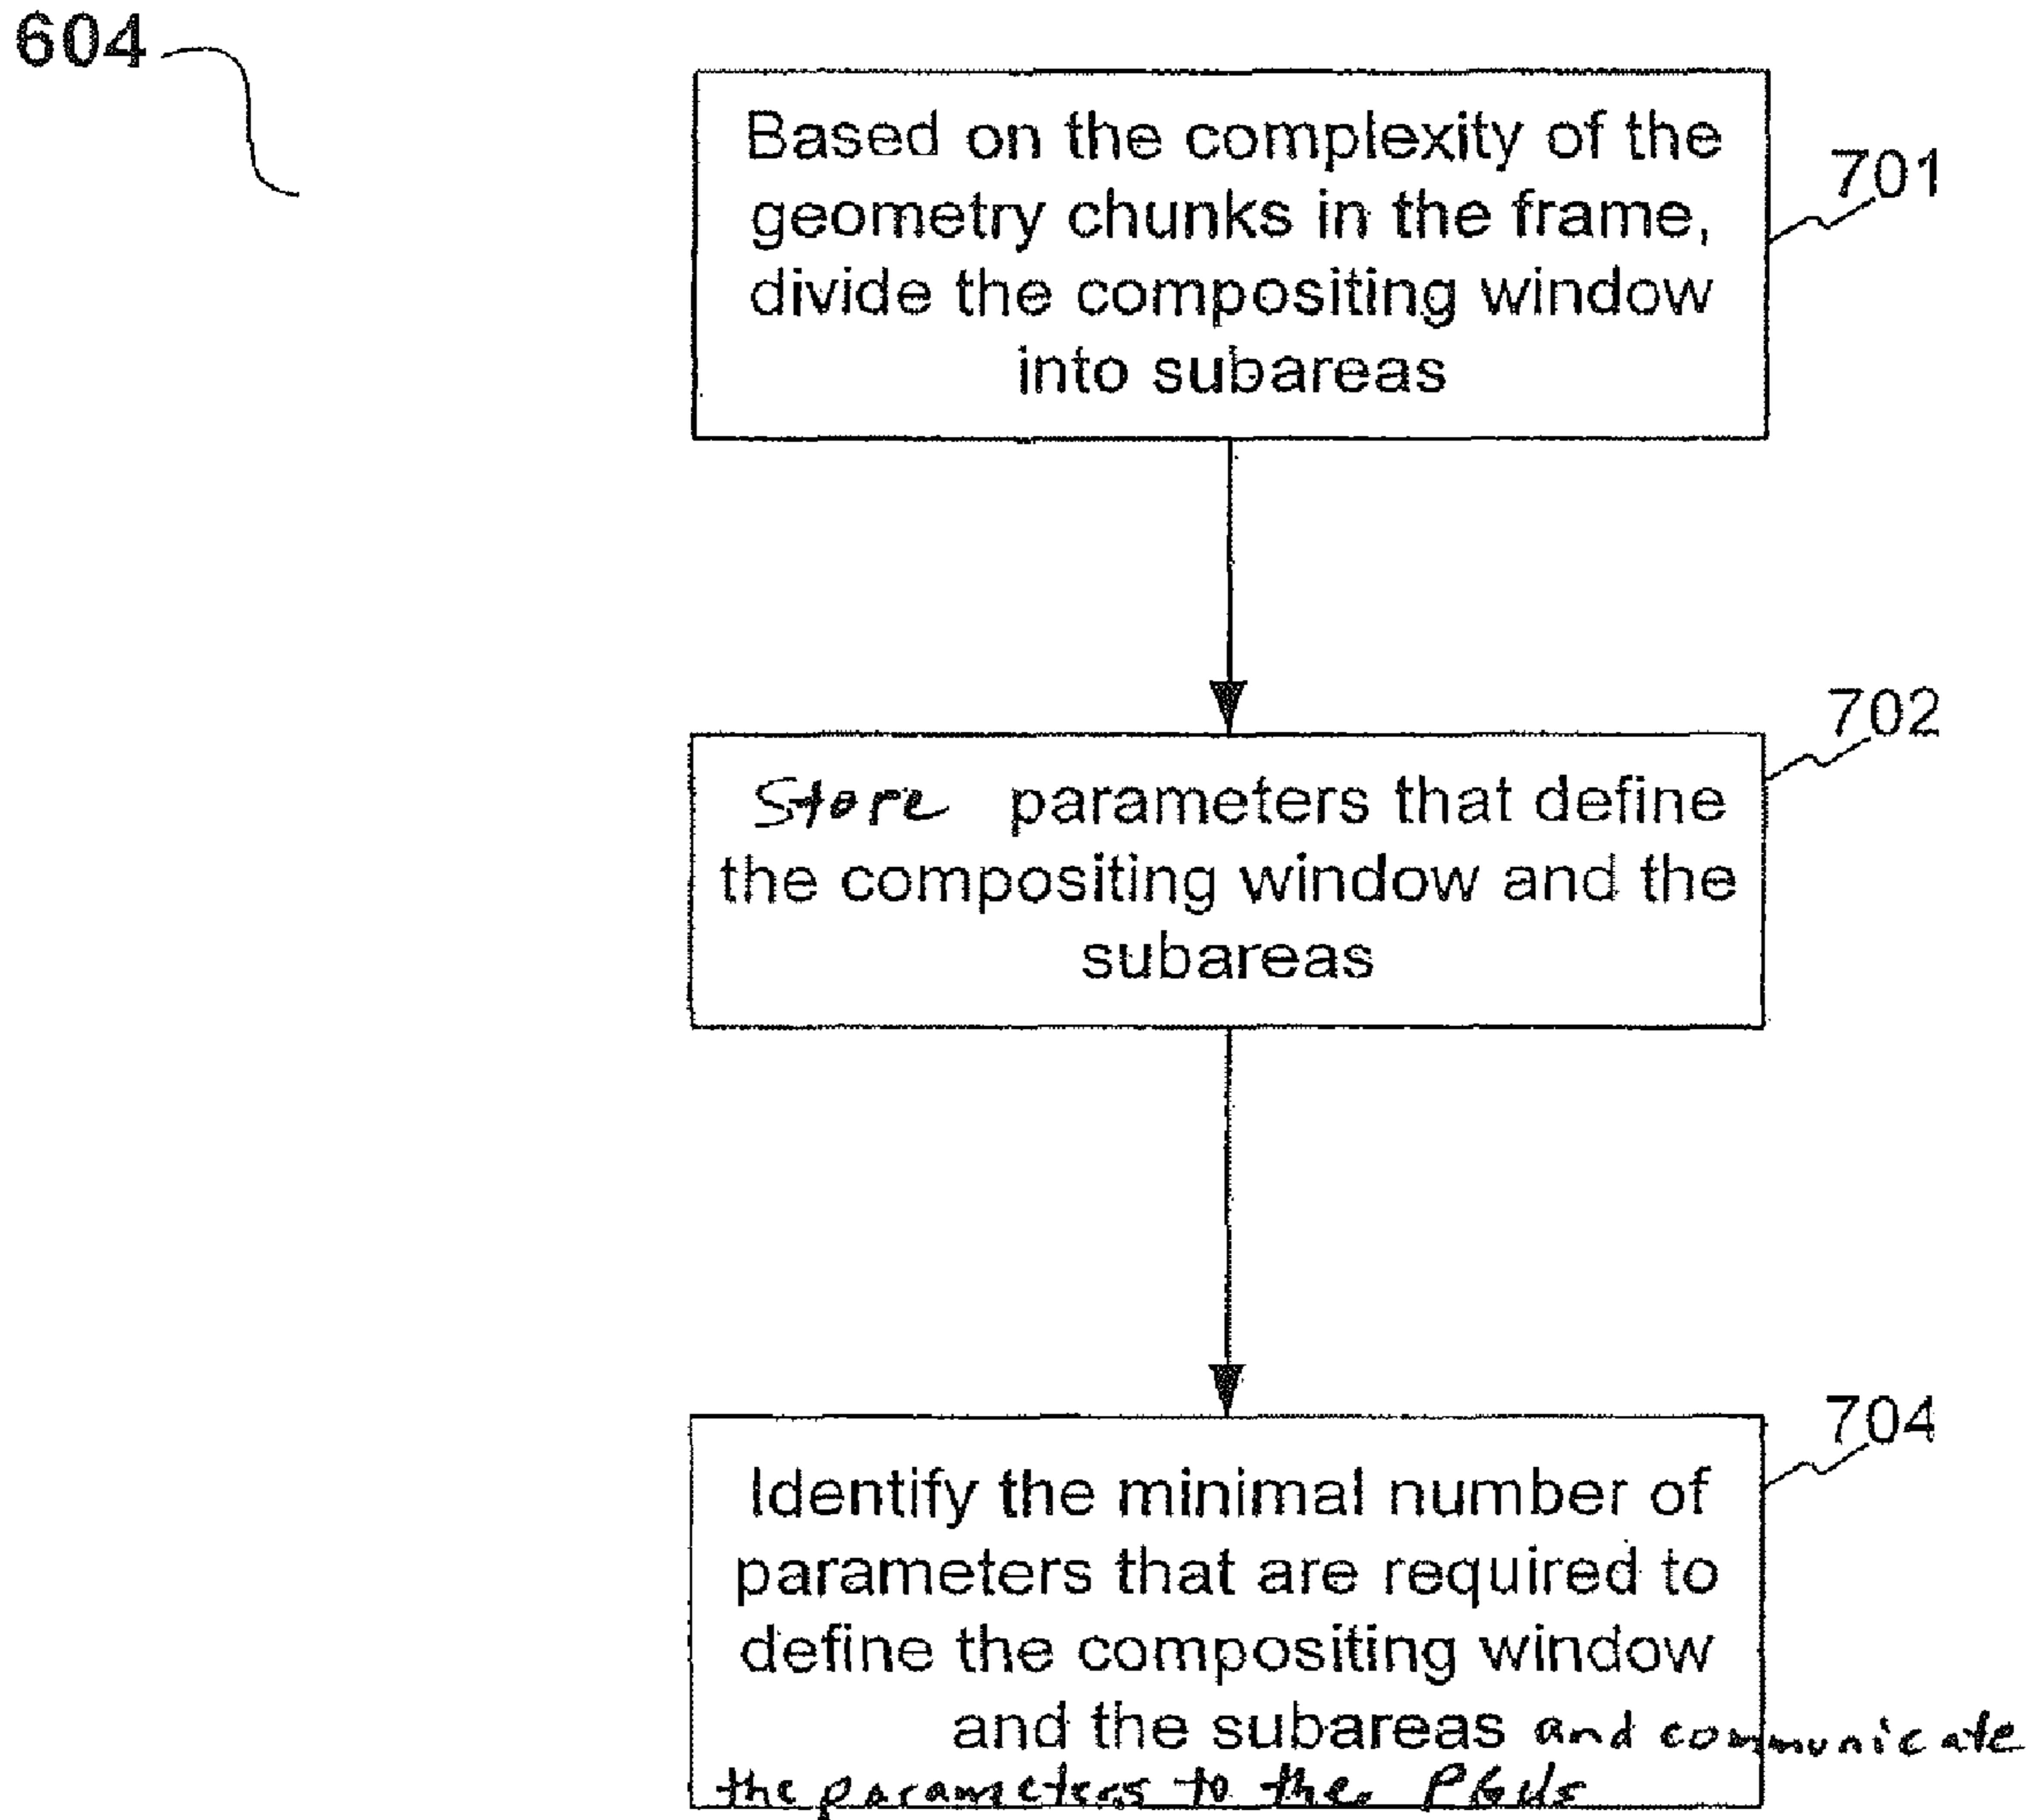 604
Based on the complexity of the
geometry chunks in the frame,
divide the compositing window
into subareas
701
Store parameters that define
the compositing window and the
subareas
702
Identify the minimal number of
parameters that are required to
define the compositing window
and the subareas and communicate
the parameters to the PGUs
704